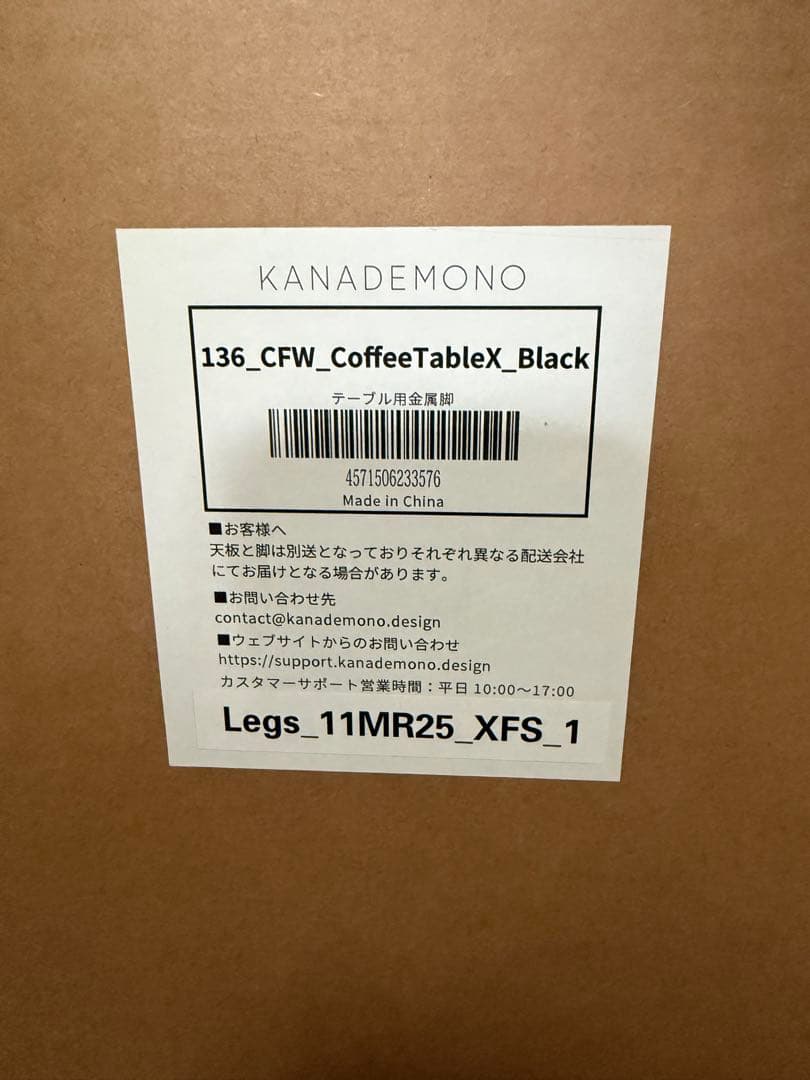 KANADEMONO
136_CFW_CoffeeTableX_Black
テーブル用金属脚
4571506233576
Made in China
■お客様へ
天板と脚は別送となっておりそれぞれ異なる配送会社
にてお届けとなる場合があります。
■お問い合わせ先
contact@kanademono.design
■ウェブサイトからのお問い合わせ
https://support.kanademono.design
カスタマーサポート営業時間：平日 10:00〜17:00
Legs_11MR25_XFS_1